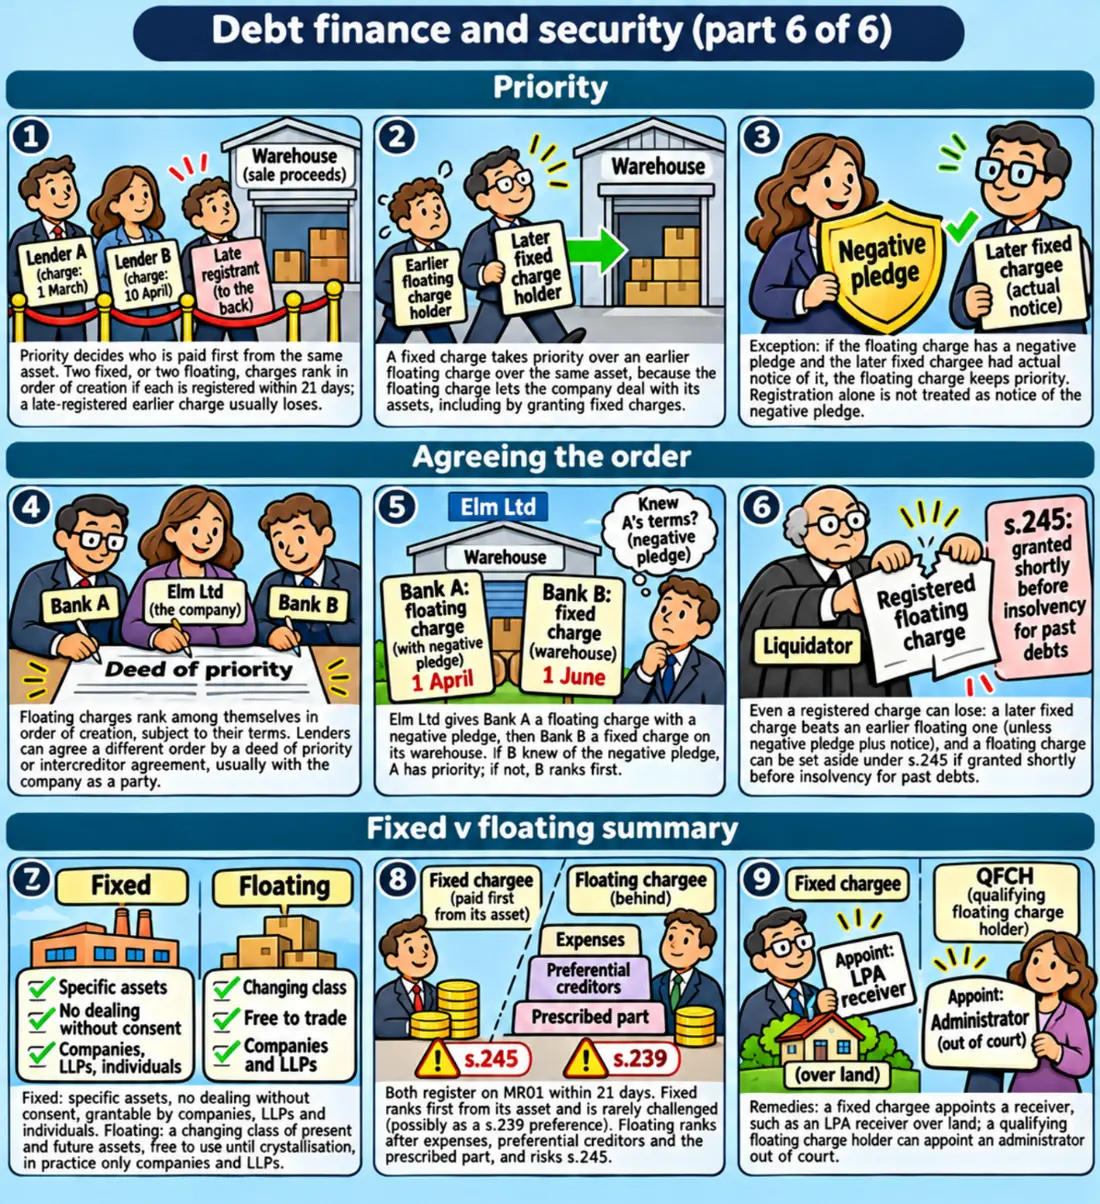 Debt finance and security (part 6 of 6)
Priority
1
Warehouse
(sale proceeds)
Lender A
(charge:
1 March)
Lender B
(charge:
10 April)
Late
registrant
(to the
back)
Priority decides who is paid first from the same
asset. Two fixed, or two floating, charges rank in
order of creation if each is registered within 21 days;
a late-registered earlier charge usually loses.
2
Warehouse
Earlier
floating
charge
holder
Later
fixed
charge
holder
A fixed charge takes priority over an earlier
floating charge over the same asset, because the
floating charge lets the company deal with its
assets, including by granting fixed charges.
3
Negative
pledge
Later fixed
chargee
(actual
notice)
Exception: if the floating charge has a negative
pledge and the later fixed chargee had actual
notice of it, the floating charge keeps priority.
Registration alone is not treated as notice of the
negative pledge.
Agreeing the order
4
Bank A
Elm Ltd
(the company)
Bank B
Deed of priority
Floating charges rank among themselves in
order of creation, subject to their terms. Lenders
can agree a different order by a deed of priority
or intercreditor agreement, usually with the
company as a party.
5
Elm Ltd
Warehouse
Knew
A's terms?
(negative
pledge)
Bank A:
floating
charge
(with negative
pledge)
1 April
Bank B:
fixed
charge
(warehouse)
1 June
Elm Ltd gives Bank A a floating charge with a
negative pledge, then Bank B a fixed charge on
its warehouse. If B knew of the negative pledge,
A has priority; if not, B ranks first.
6
Liquidator
Registered
floating
charge
s.245:
granted
shortly
before
insolvency
for past
debts
Even a registered charge can lose: a later fixed
charge beats an earlier floating one (unless
negative pledge plus notice), and a floating charge
can be set aside under s.245 if granted shortly
before insolvency for past debts.
Fixed v floating summary
7
Fixed
Specific assets
No dealing
without consent
Companies,
LLPs, individuals
Floating
Changing class
Free to trade
Companies
and LLPs
Fixed: specific assets, no dealing without
consent, grantable by companies, LLPs and
individuals. Floating: a changing class of present
and future assets, free to use until crystallisation,
in practice only companies and LLPs.
8
Fixed chargee
(paid first
from its asset)
Floating chargee
(behind)
Expenses
Preferential
creditors
Prescribed part
s.245
s.239
Both register on MR01 within 21 days. Fixed
ranks first from its asset and is rarely challenged
(possibly as a s.239 preference). Floating ranks
after expenses, preferential creditors and the
prescribed part, and risks s.245.
9
Fixed chargee
Appoint:
LPA
receiver
(over land)
QFCH
(qualifying
floating charge
holder)
Appoint:
Administrator
(out of court)
Remedies: a fixed chargee appoints a receiver,
such as an LPA receiver over land; a qualifying
floating charge holder can appoint an administrator
out of court.